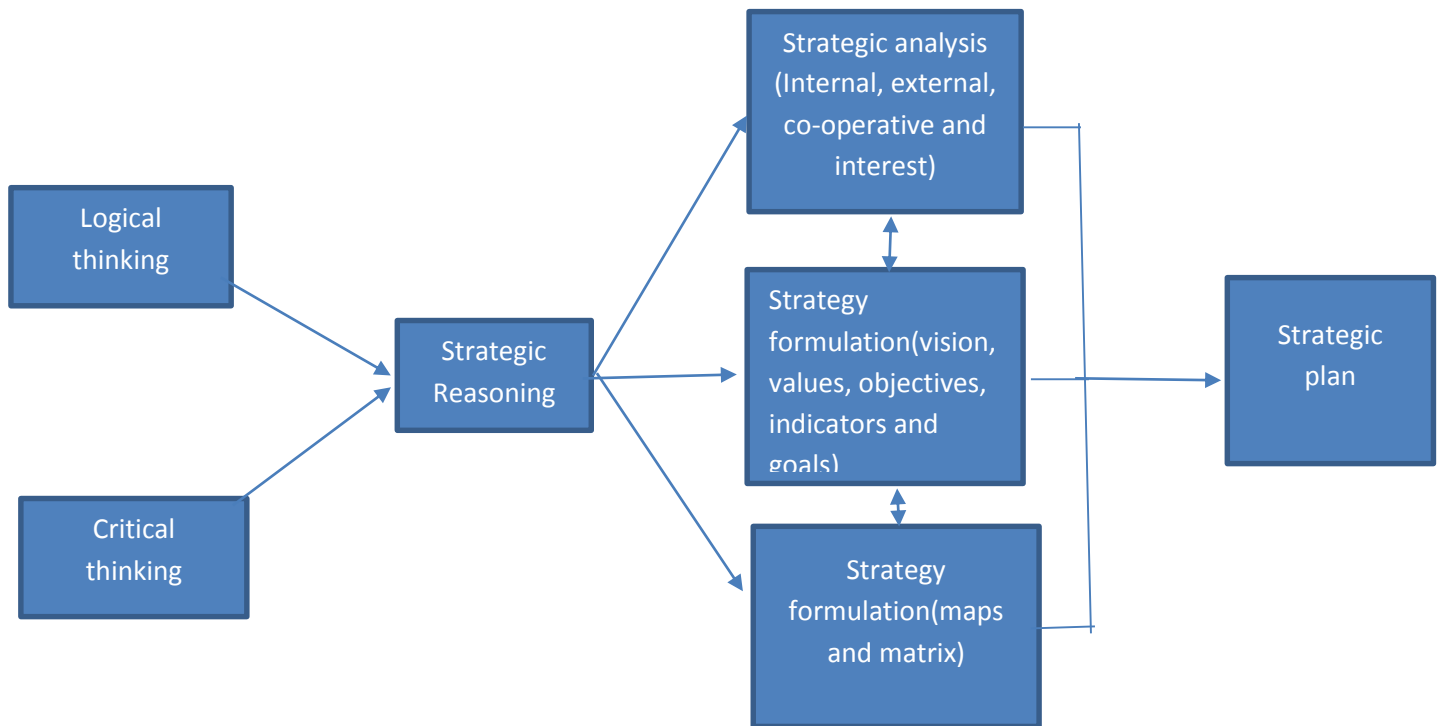 Logical
thinking
Critical
thinking
Strategic
Reasoning
Strategic analysis
(Internal, external,
co-operative and
interest)
Strategy
formulation(vision,
values, objectives,
indicators and
goals)
Strategy
formulation(maps
and matrix)
Strategic
plan